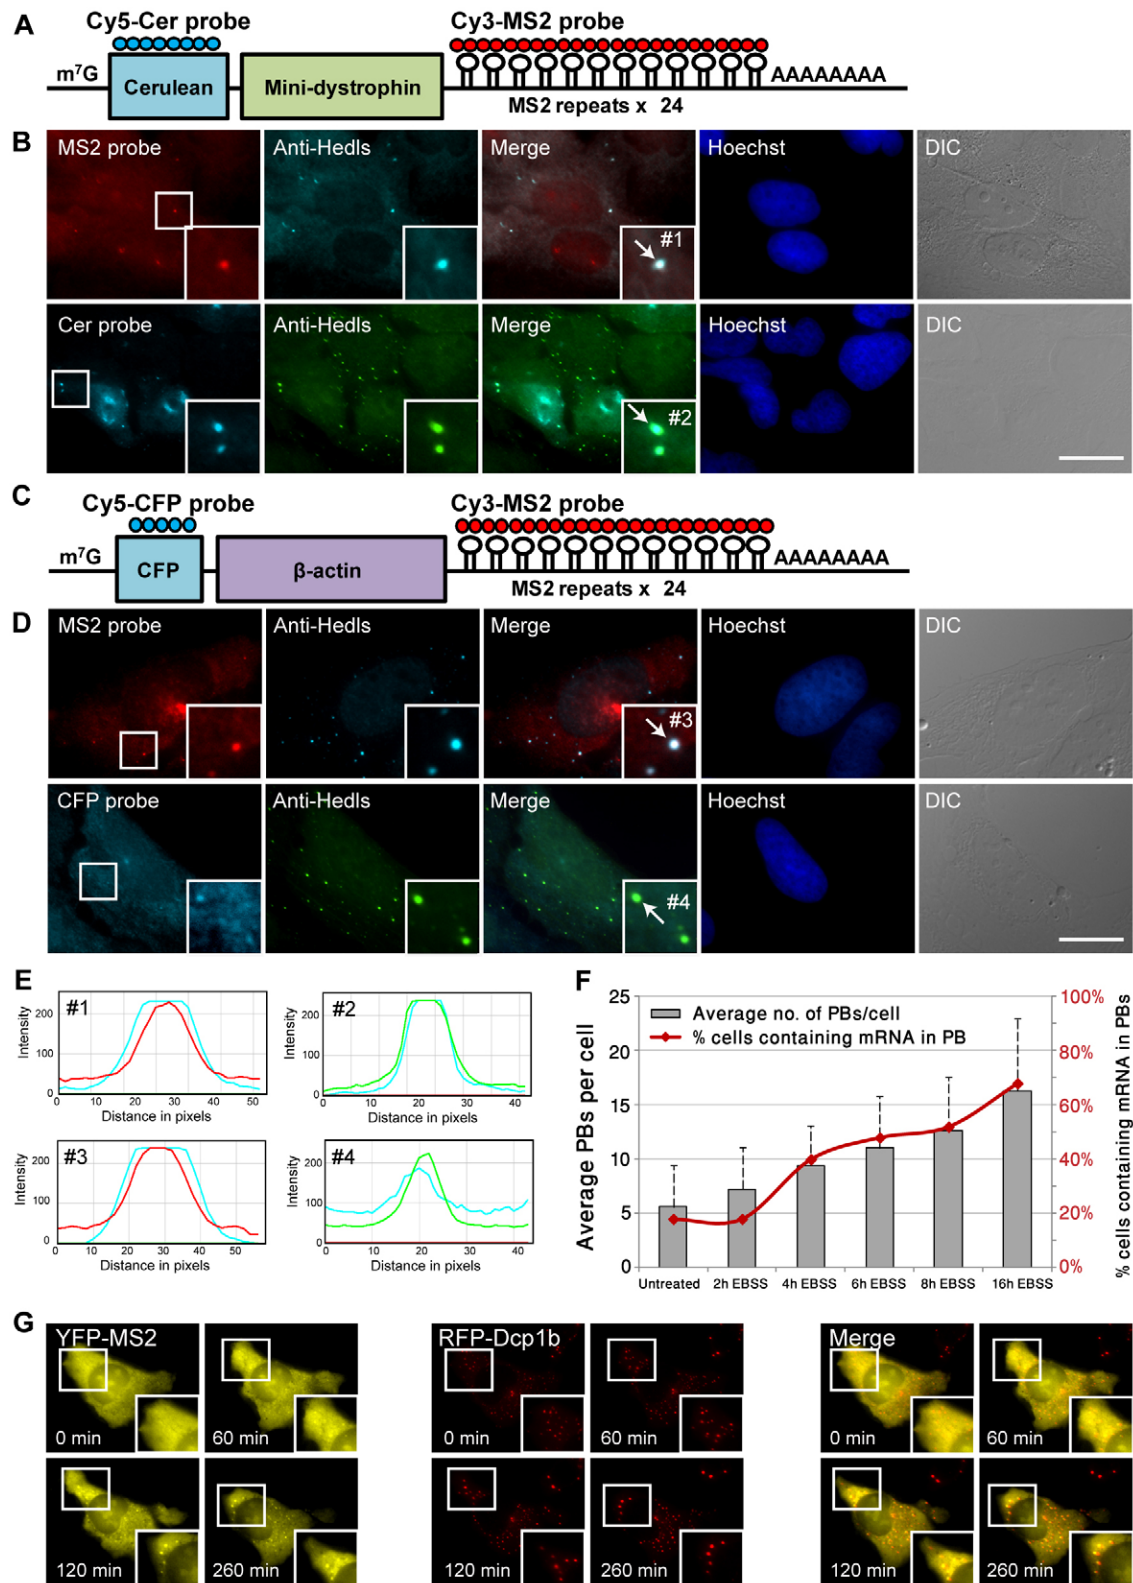 A
Cy5-Cer probe
Cy3-MS2 probe
m⁷G
Cerulean
Mini-dystrophin
AAAAAAAA
MS2 repeats x 24
B
MS2 probe
Anti-Hedls
Merge
#1
Hoechst
DIC
Cer probe
Anti-Hedls
Merge
#2
Hoechst
DIC
C
Cy5-CFP probe
Cy3-MS2 probe
m⁷G
CFP
β-actin
AAAAAAAA
MS2 repeats x 24
D
MS2 probe
Anti-Hedls
Merge
#3
Hoechst
DIC
CFP probe
Anti-Hedls
Merge
#4
Hoechst
DIC
E
#1
Intensity
200
100
0
0 10 20 30 40 50
Distance in pixels
#2
Intensity
200
100
0
0 10 20 30 40
Distance in pixels
#3
Intensity
200
100
0
0 10 20 30 40 50
Distance in pixels
#4
Intensity
200
100
0
0 10 20 30 40
Distance in pixels
F
Average PBs per cell
25
20
15
10
5
0
Average no. of PBs/cell
% cells containing mRNA in PB
100%
80%
60%
40%
20%
0%
% cells containing mRNA in PBs
Untreated 2h EBSS 4h EBSS 6h EBSS 8h EBSS 16h EBSS
G
YFP-MS2
0 min
60 min
120 min
260 min
RFP-Dcp1b
0 min
60 min
120 min
260 min
Merge
0 min
60 min
120 min
260 min